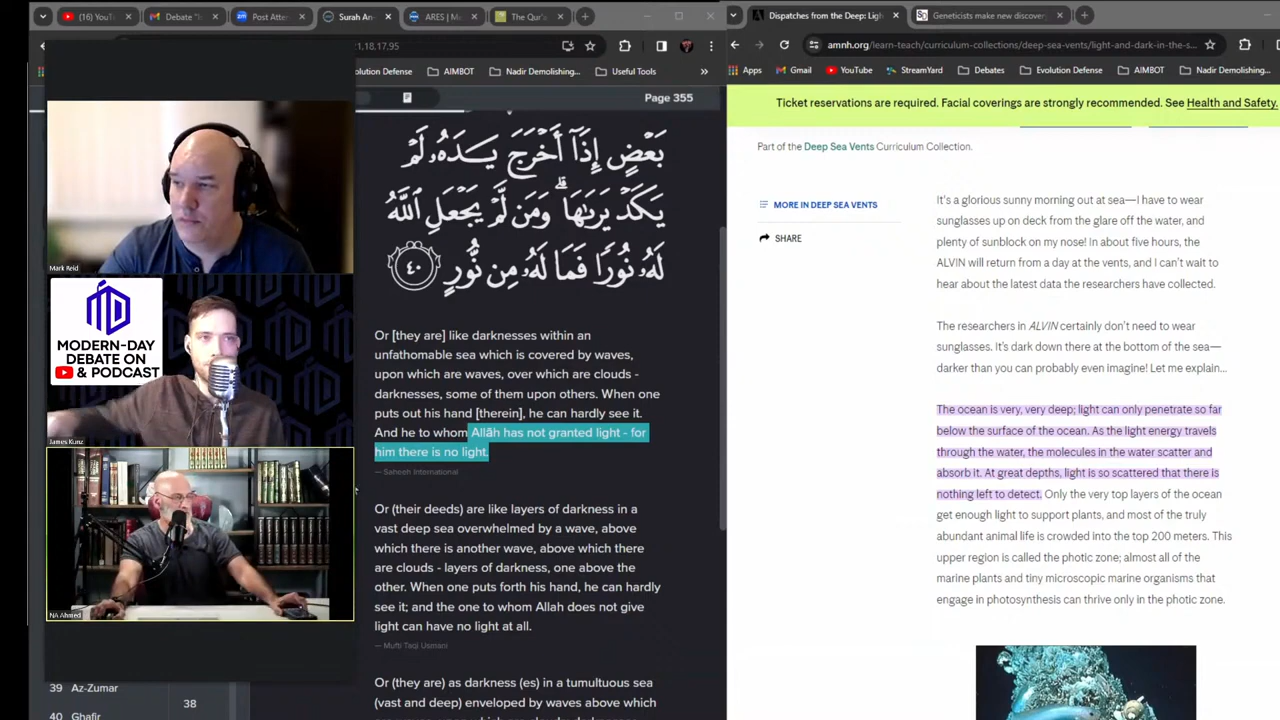 (16) YouT
Debate "I
Post Atten
Surah An-
ARES | M
The Qur'a
1.18.17.95
volution Defense
AIMBOT
Nadir Demolishing...
Useful Tools
»
Page 355
بَعْضٍ إِذَآ أَخْرَجَ يَدَهُۥ لَمْ
يَكَدْ يَرَىٰهَا ۗ وَمَن لَّمْ يَجْعَلِ ٱللَّهُ
لَهُۥ نُورًا فَمَا لَهُۥ مِن نُّورٍ ٤٠
Or [they are] like darknesses within an
unfathomable sea which is covered by waves,
upon which are waves, over which are clouds -
darknesses, some of them upon others. When one
puts out his hand [therein], he can hardly see it.
And he to whom Allāh has not granted light - for
him there is no light.
— Saheeh International
Or (their deeds) are like layers of darkness in a
vast deep sea overwhelmed by a wave, above
which there is another wave, above which there
are clouds - layers of darkness, one above the
other. When one puts forth his hand, he can hardly
see it; and the one to whom Allah does not give
light can have no light at all.
— Mufti Taqi Usmani
Or (they are) as darkness (es) in a tumultuous sea
(vast and deep) enveloped by waves above which
39 Az-Zumar
40 Ghafir
38
Mark Reid
MODERN-DAY
DEBATE ON
& PODCAST
James Kunz
NA Ahmed
Dispatches from the Deep: Ligh
Geneticists make new discover
amnh.org/learn-teach/curriculum-collections/deep-sea-vents/light-and-dark-in-the-s...
Apps
Gmail
YouTube
StreamYard
Debates
Evolution Defense
AIMBOT
Nadir Demolishing...
Ticket reservations are required. Facial coverings are strongly recommended. See Health and Safety.
Part of the Deep Sea Vents Curriculum Collection.
MORE IN DEEP SEA VENTS
SHARE
It's a glorious sunny morning out at sea—I have to wear
sunglasses up on deck from the glare off the water, and
plenty of sunblock on my nose! In about five hours, the
ALVIN will return from a day at the vents, and I can't wait to
hear about the latest data the researchers have collected.
The researchers in ALVIN certainly don't need to wear
sunglasses. It's dark down there at the bottom of the sea—
darker than you can probably even imagine! Let me explain...
The ocean is very, very deep; light can only penetrate so far
below the surface of the ocean. As the light energy travels
through the water, the molecules in the water scatter and
absorb it. At great depths, light is so scattered that there is
nothing left to detect. Only the very top layers of the ocean
get enough light to support plants, and most of the truly
abundant animal life is crowded into the top 200 meters. This
upper region is called the photic zone; almost all of the
marine plants and tiny microscopic marine organisms that
engage in photosynthesis can thrive only in the photic zone.